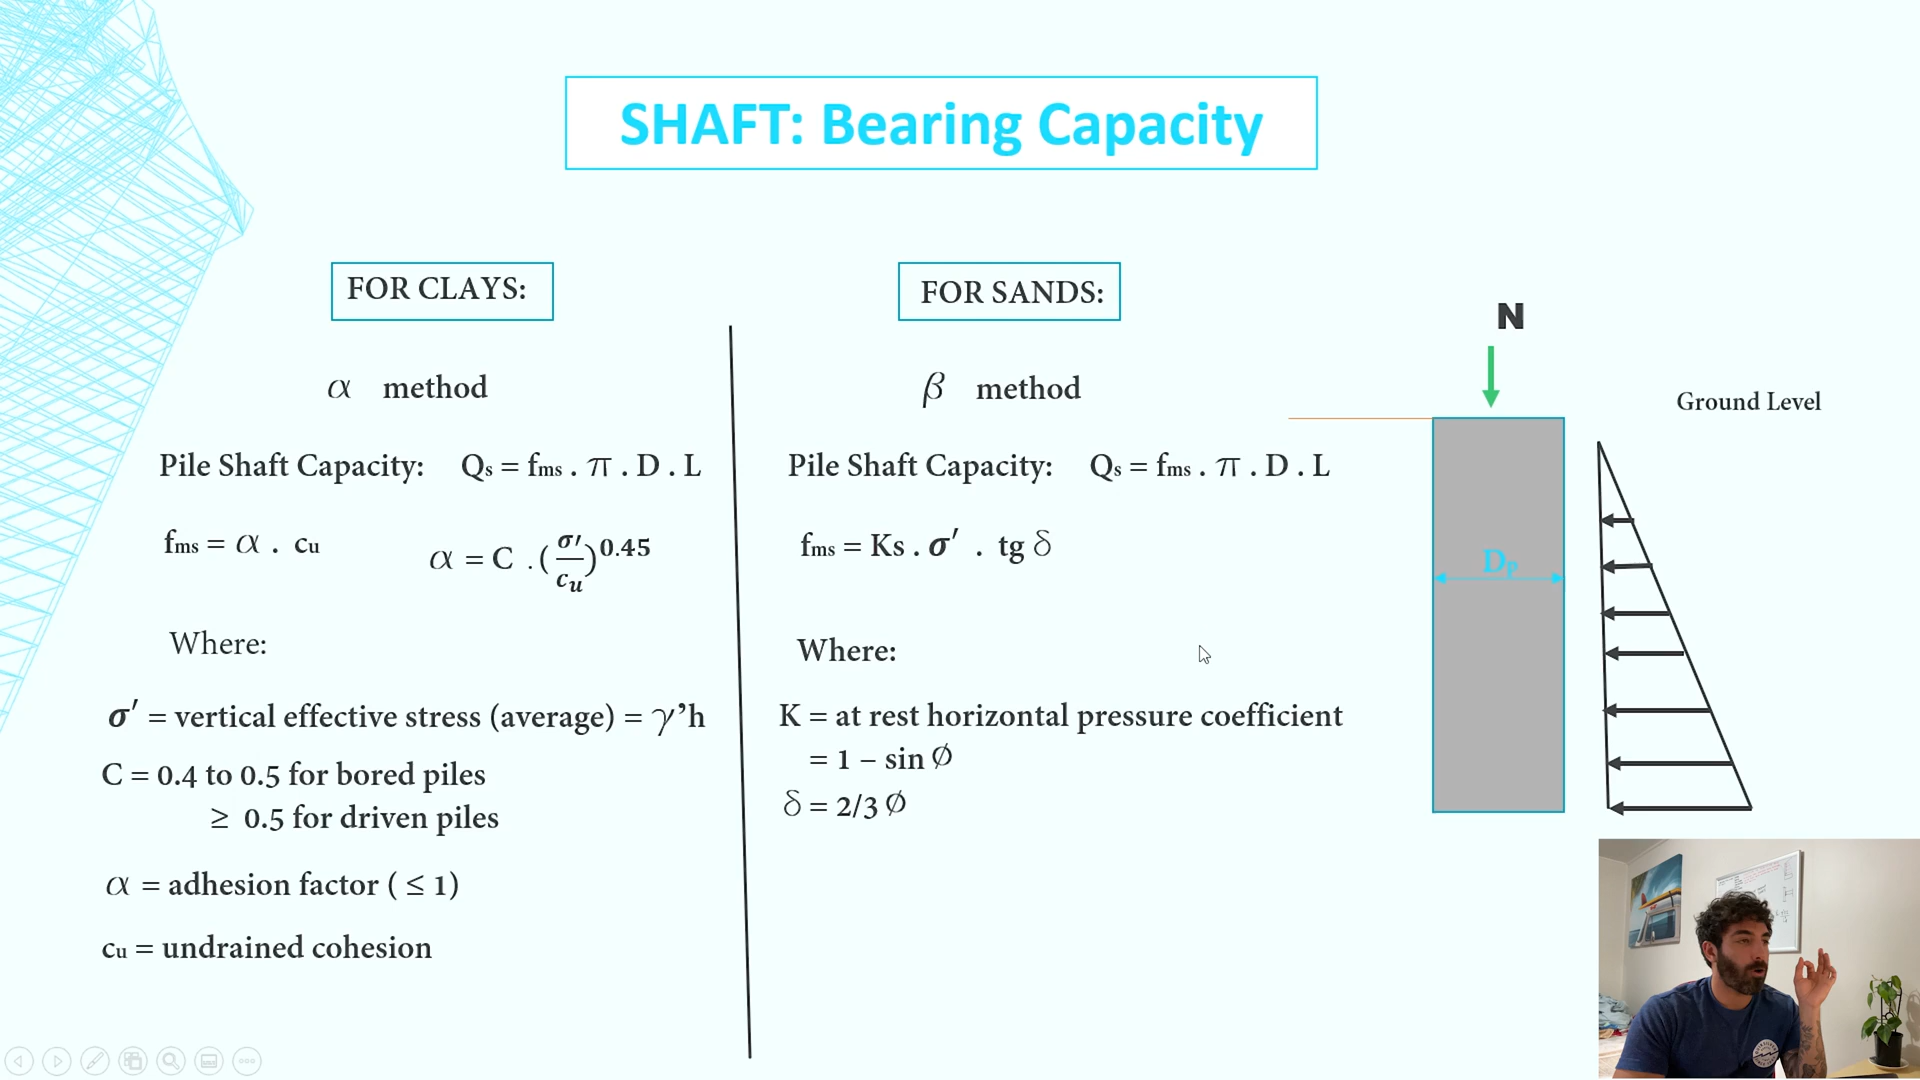 SHAFT: Bearing Capacity
FOR CLAYS:
α method
Pile Shaft Capacity: Qs = fms . π . D . L
fms = α . cu
α = C . (σ′/cu)^0.45
Where:
σ′ = vertical effective stress (average) = γ’h
C = 0.4 to 0.5 for bored piles
≥ 0.5 for driven piles
α = adhesion factor ( ≤ 1)
cu = undrained cohesion
FOR SANDS:
β method
Pile Shaft Capacity: Qs = fms . π . D . L
fms = Ks . σ′ . tg δ
Where:
K = at rest horizontal pressure coefficient
= 1 – sin ∅
δ = 2/3 ∅
N
Ground Level
Dp